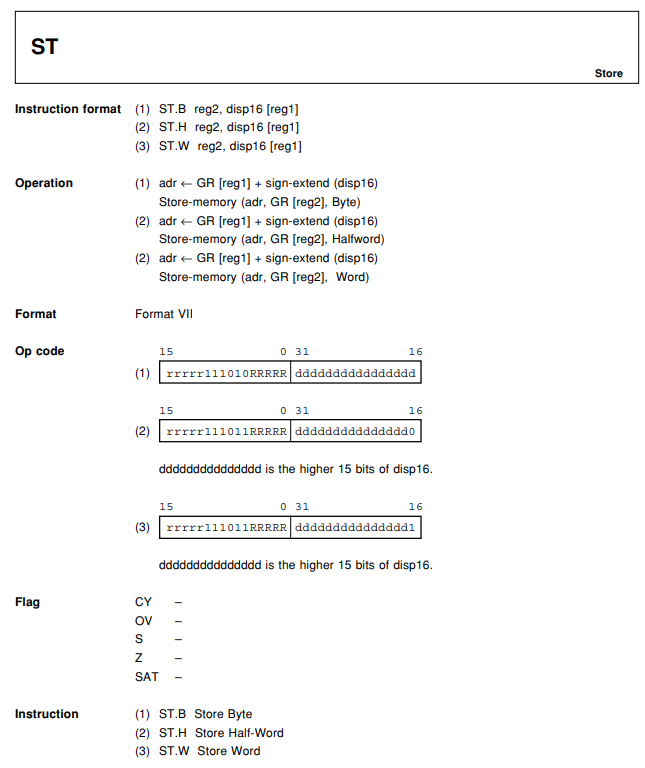 ST
Store
Instruction format (1) ST.B reg2, disp16 [reg1]
(2) ST.H reg2, disp16 [reg1]
(3) ST.W reg2, disp16 [reg1]
Operation (1) adr ← GR [reg1] + sign-extend (disp16)
Store-memory (adr, GR [reg2], Byte)
(2) adr ← GR [reg1] + sign-extend (disp16)
Store-memory (adr, GR [reg2], Halfword)
(2) adr ← GR [reg1] + sign-extend (disp16)
Store-memory (adr, GR [reg2], Word)
Format Format VII
Op code 15 0 31 16
(1) rrrrr111010RRRRR dddddddddddddddd
15 0 31 16
(2) rrrrr111011RRRRR ddddddddddddddd0
ddddddddddddddd is the higher 15 bits of disp16.
15 0 31 16
(3) rrrrr111011RRRRR ddddddddddddddd1
ddddddddddddddd is the higher 15 bits of disp16.
Flag CY –
OV –
S –
Z –
SAT –
Instruction (1) ST.B Store Byte
(2) ST.H Store Half-Word
(3) ST.W Store Word